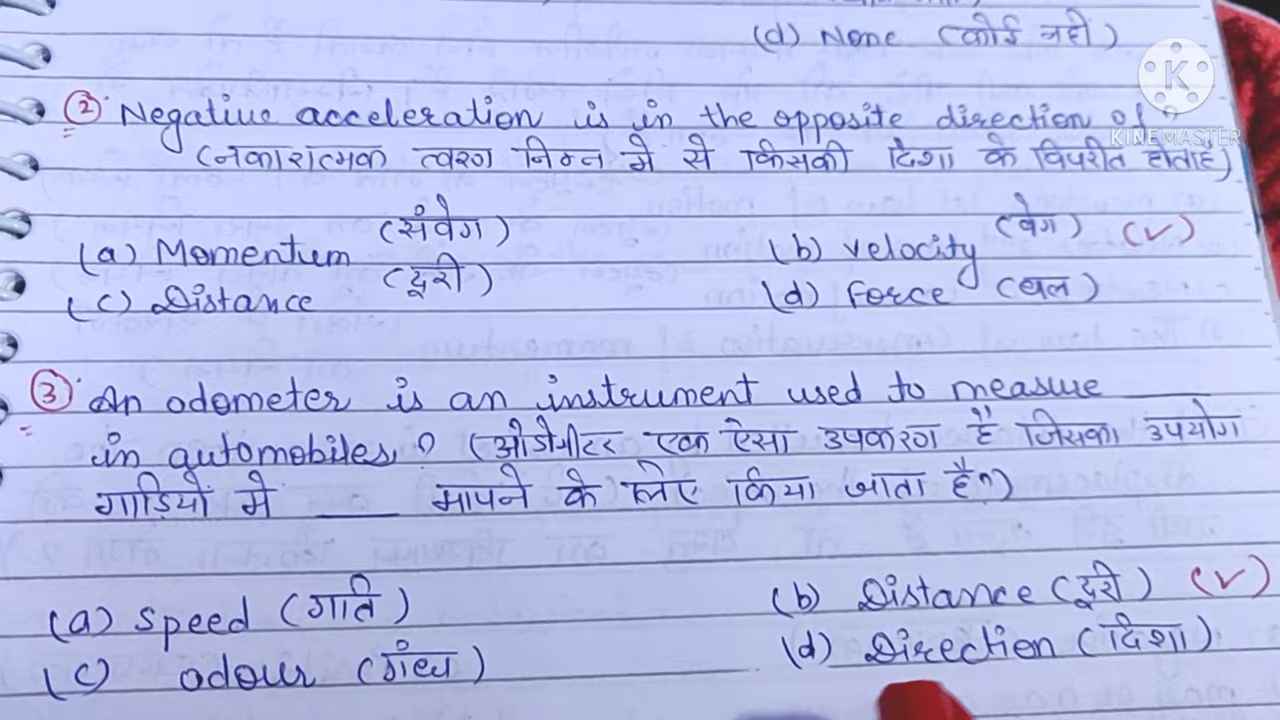 (d) None (कोई नही)
② Negative acceleration is in the opposite direction of?
(नकारात्मक त्वरण निम्न मे से किसकी दिशा के विपरीत होताहै)
(a) Momentum (संवेग)
(b) velocity (वेग) (✓)
(c) Distance (दूरी)
(d) Force (बल)
③ An odometer is an instrument used to measure ____
in automobiles? (ओडोमीटर एक ऐसा उपकरण है जिसका उपयोग
गाडियो मे ____ मापने के लिए किया जाता है?)
(a) speed (गति)
(b) Distance (दूरी) (✓)
(c) odour (गंध)
(d) Direction (दिशा)
K
KINEMASTER